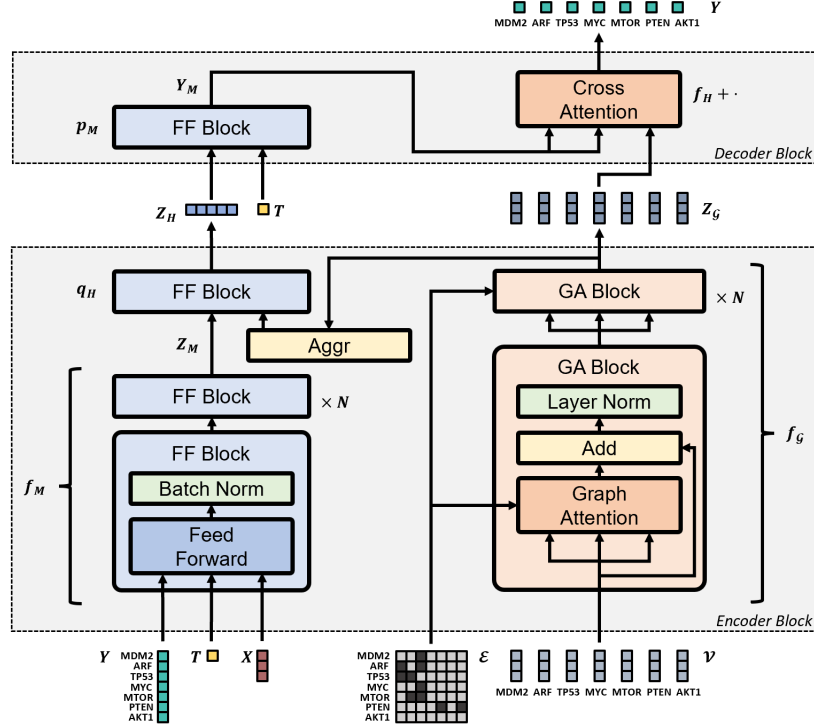 MDM2 ARF TP53 MYC MTOR PTEN AKT1 Y
Y_M
Cross Attention
f_H + ·
p_M
FF Block
Decoder Block
Z_H
T
Z_𝒢
q_H
FF Block
GA Block
× N
Z_M
Aggr
GA Block
FF Block
× N
Layer Norm
FF Block
Add
f_𝒢
f_M
Batch Norm
Graph Attention
Feed Forward
Encoder Block
Y
MDM2
ARF
TP53
MYC
MTOR
PTEN
AKT1
T
X
MDM2
ARF
TP53
MYC
MTOR
PTEN
AKT1
ℰ
𝒱
MDM2 ARF TP53 MYC MTOR PTEN AKT1